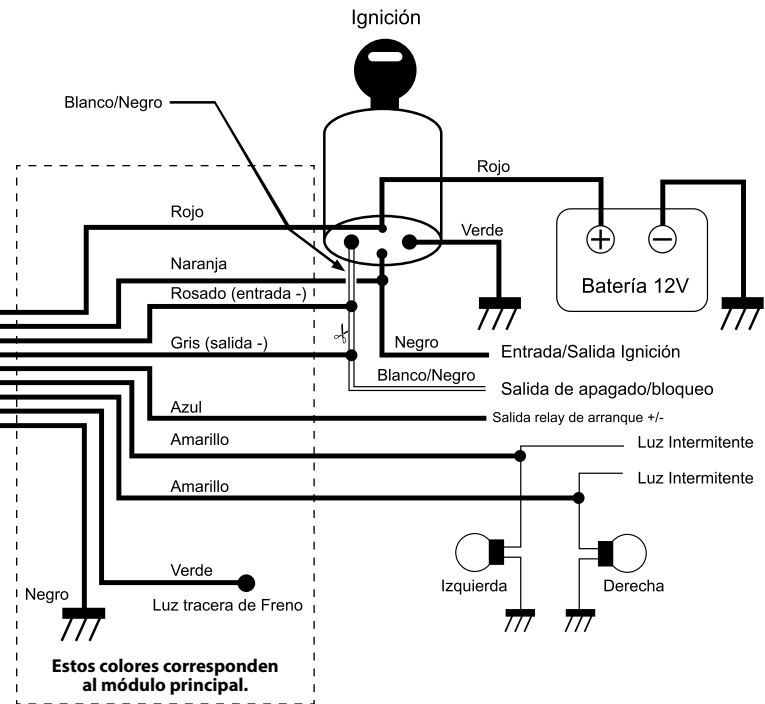 Ignición
Blanco/Negro
Rojo
Rojo
Verde
Naranja
Batería 12V
Rosado (entrada -)
Gris (salida -)
Negro
Entrada/Salida Ignición
Blanco/Negro
Salida de apagado/bloqueo
Azul
Salida relay de arranque +/-
Amarillo
Luz Intermitente
Luz Intermitente
Amarillo
Izquierda
Derecha
Verde
Negro
Luz tracera de Freno
Estos colores corresponden
al módulo principal.